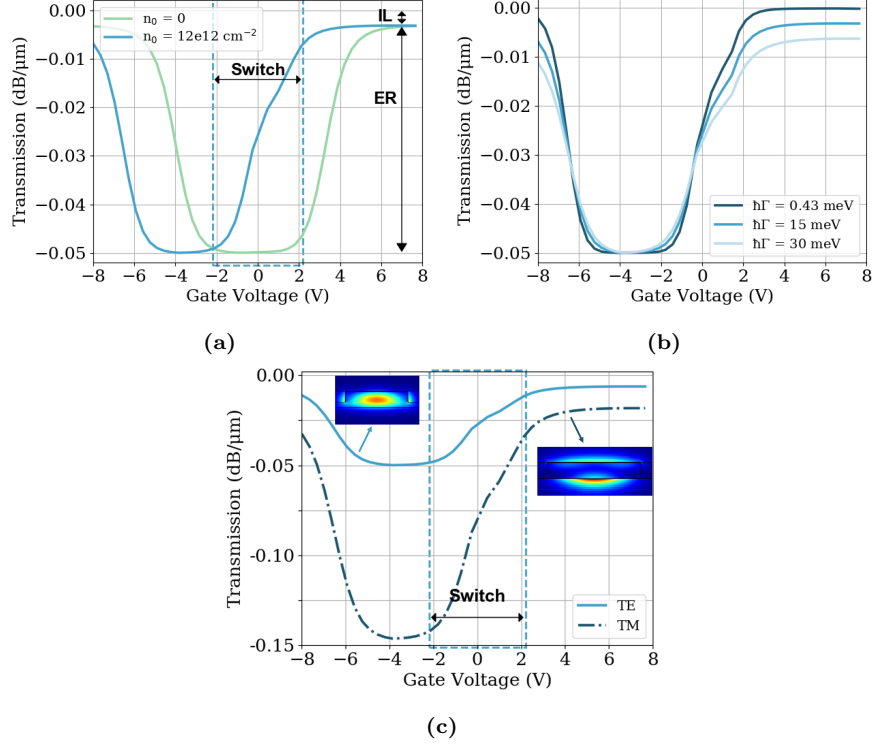 0.00
−0.01
−0.02
−0.03
−0.04
−0.05
Transmission (dB/μm)
n₀ = 0
n₀ = 12e12 cm⁻²
Switch
IL
ER
−8 −6 −4 −2 0 2 4 6 8
Gate Voltage (V)
(a)
0.00
−0.01
−0.02
−0.03
−0.04
−0.05
Transmission (dB/μm)
ħΓ = 0.43 meV
ħΓ = 15 meV
ħΓ = 30 meV
−8 −6 −4 −2 0 2 4 6 8
Gate Voltage (V)
(b)
0.00
-0.05
-0.10
-0.15
Transmission (dB/μm)
Switch
TE
TM
−8 −6 −4 −2 0 2 4 6 8
Gate Voltage (V)
(c)